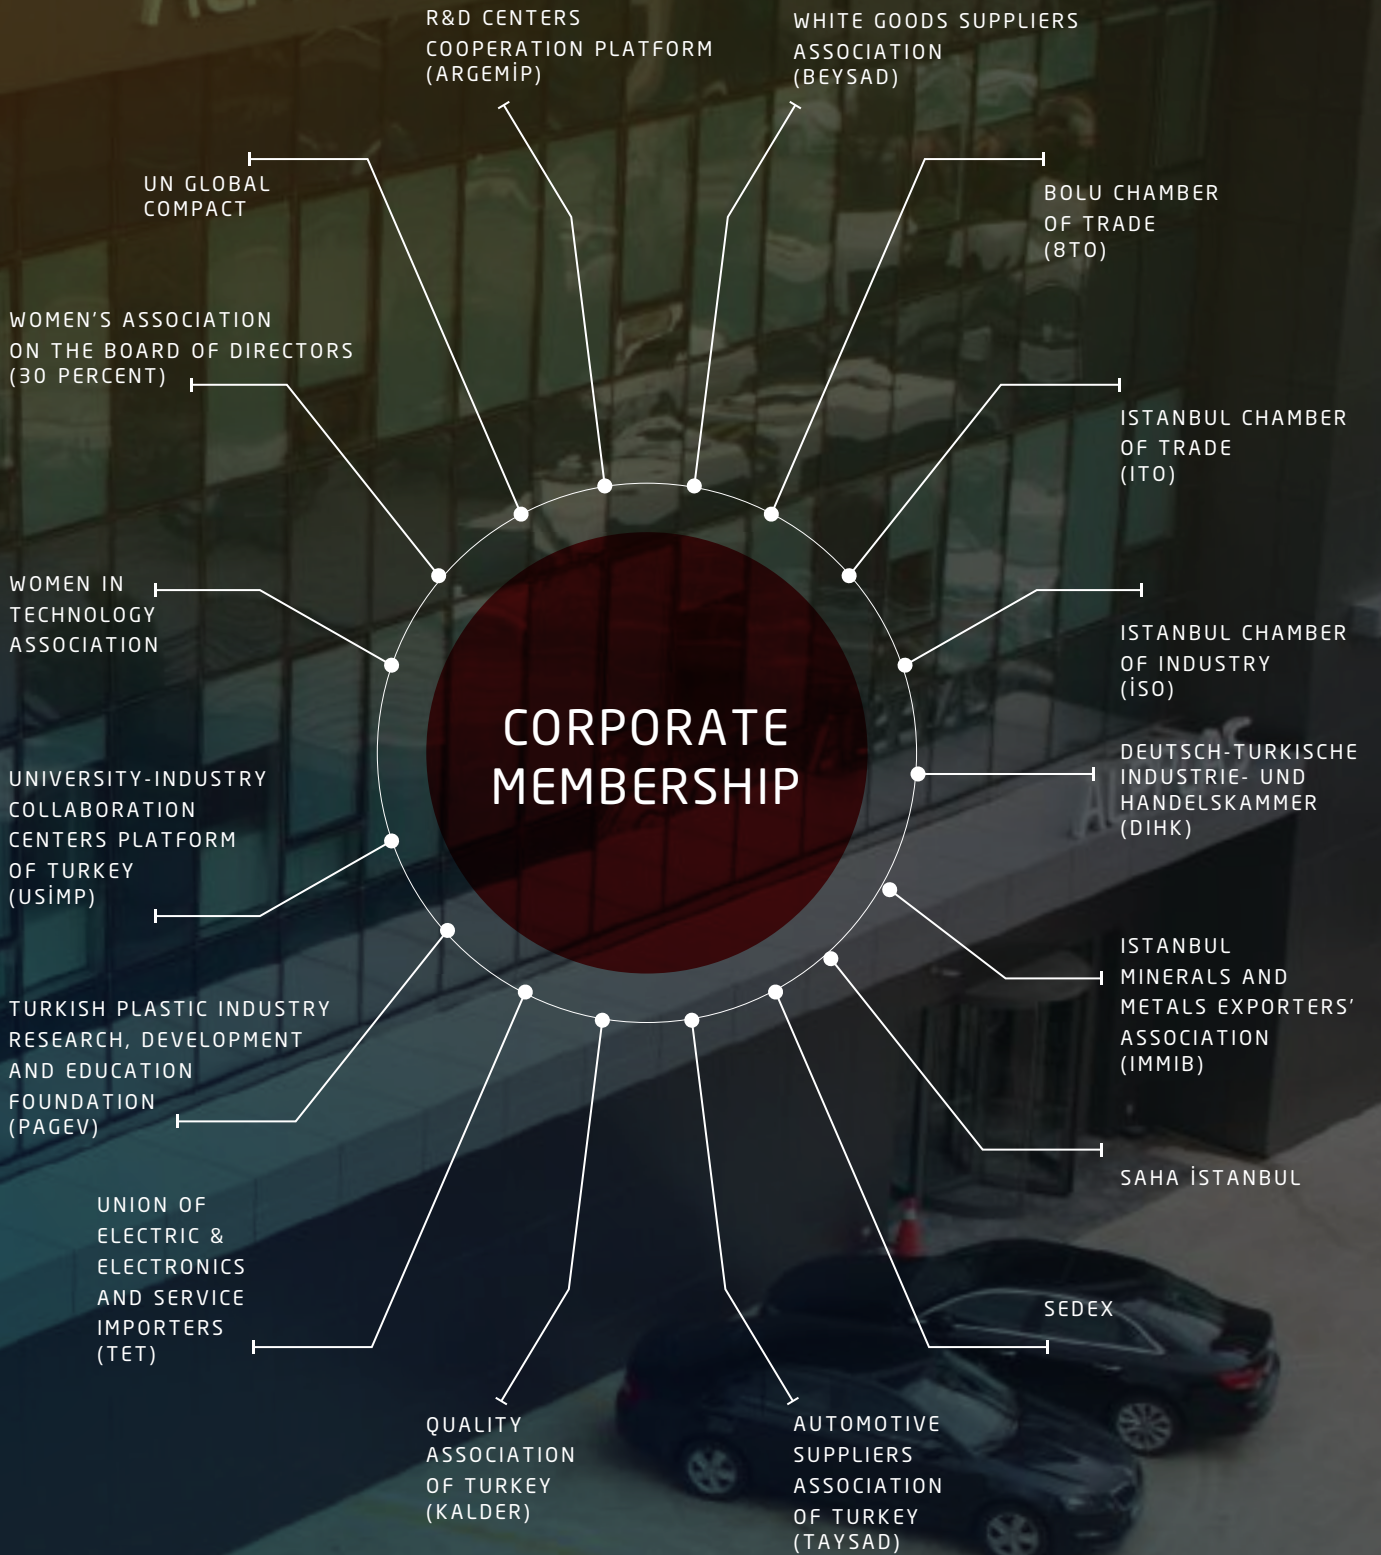 R&D CENTERS
COOPERATION PLATFORM
(ARGEMİP)
WHITE GOODS SUPPLIERS
ASSOCIATION
(BEYSAD)
UN GLOBAL
COMPACT
BOLU CHAMBER
OF TRADE
(8TO)
WOMEN'S ASSOCIATION
ON THE BOARD OF DIRECTORS
(30 PERCENT)
ISTANBUL CHAMBER
OF TRADE
(ITO)
WOMEN IN
TECHNOLOGY
ASSOCIATION
ISTANBUL CHAMBER
OF INDUSTRY
(İSO)
CORPORATE
MEMBERSHIP
DEUTSCH-TURKISCHE
INDUSTRIE- UND
HANDELSKAMMER
(DIHK)
UNIVERSITY-INDUSTRY
COLLABORATION
CENTERS PLATFORM
OF TURKEY
(USİMP)
ISTANBUL
MINERALS AND
METALS EXPORTERS'
ASSOCIATION
(IMMIB)
TURKISH PLASTIC INDUSTRY
RESEARCH, DEVELOPMENT
AND EDUCATION
FOUNDATION
(PAGEV)
SAHA İSTANBUL
UNION OF
ELECTRIC &
ELECTRONICS
AND SERVICE
IMPORTERS
(TET)
SEDEX
QUALITY
ASSOCIATION
OF TURKEY
(KALDER)
AUTOMOTIVE
SUPPLIERS
ASSOCIATION
OF TURKEY
(TAYSAD)